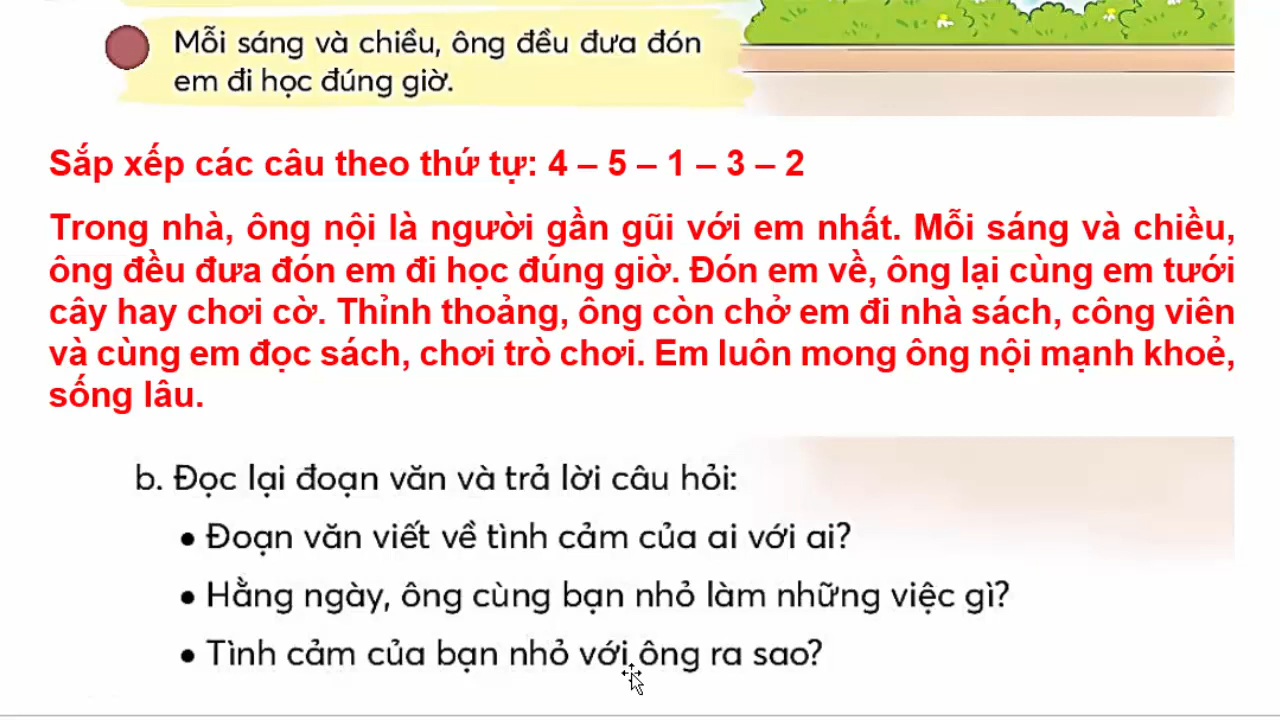 Mỗi sáng và chiều, ông đều đưa đón
em đi học đúng giờ.
Sắp xếp các câu theo thứ tự: 4 – 5 – 1 – 3 – 2
Trong nhà, ông nội là người gần gũi với em nhất. Mỗi sáng và chiều,
ông đều đưa đón em đi học đúng giờ. Đón em về, ông lại cùng em tưới
cây hay chơi cờ. Thỉnh thoảng, ông còn chở em đi nhà sách, công viên
và cùng em đọc sách, chơi trò chơi. Em luôn mong ông nội mạnh khoẻ,
sống lâu.
b. Đọc lại đoạn văn và trả lời câu hỏi:
• Đoạn văn viết về tình cảm của ai với ai?
• Hằng ngày, ông cùng bạn nhỏ làm những việc gì?
• Tình cảm của bạn nhỏ với ông ra sao?